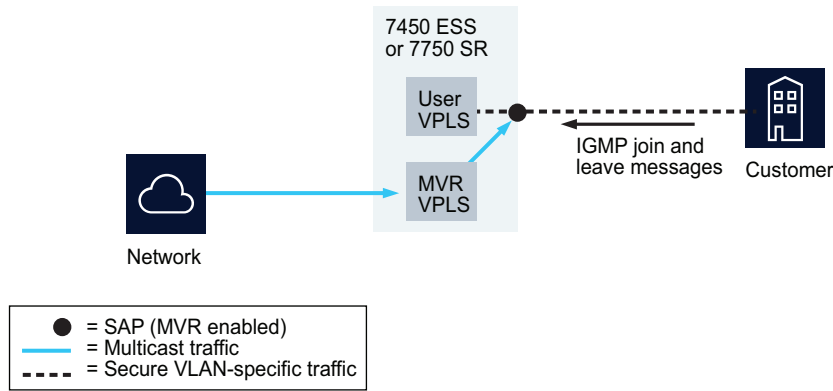 7450 ESS
or 7750 SR
User
VPLS
IGMP join and
leave messages
Customer
MVR
VPLS
Network
= SAP (MVR enabled)
= Multicast traffic
= Secure VLAN-specific traffic